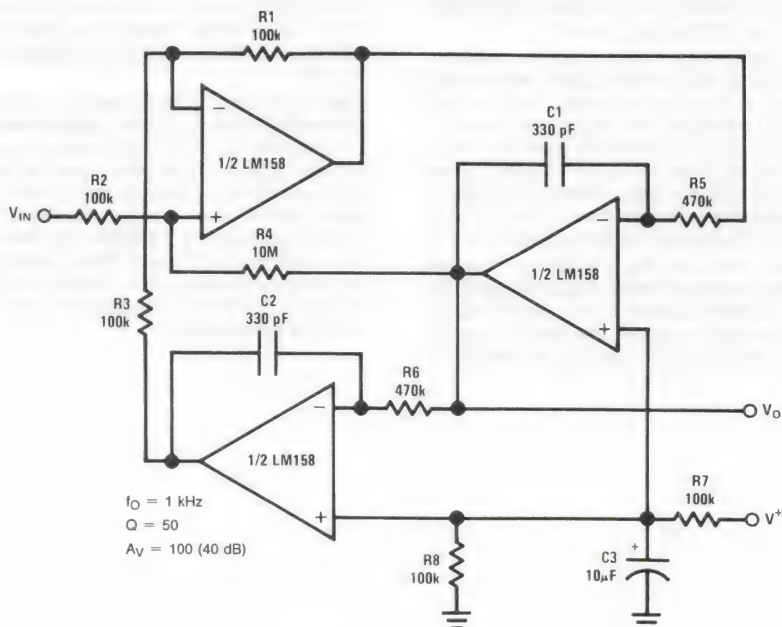 R1
100k
−
1/2 LM158
+
C1
330 pF
R5
470k
R2
100k
VIN
R4
10M
−
1/2 LM158
+
R3
100k
C2
330 pF
R6
470k
VO
−
1/2 LM158
+
R7
100k
V+
fO = 1 kHz
Q = 50
AV = 100 (40 dB)
R8
100k
+
C3
10μF